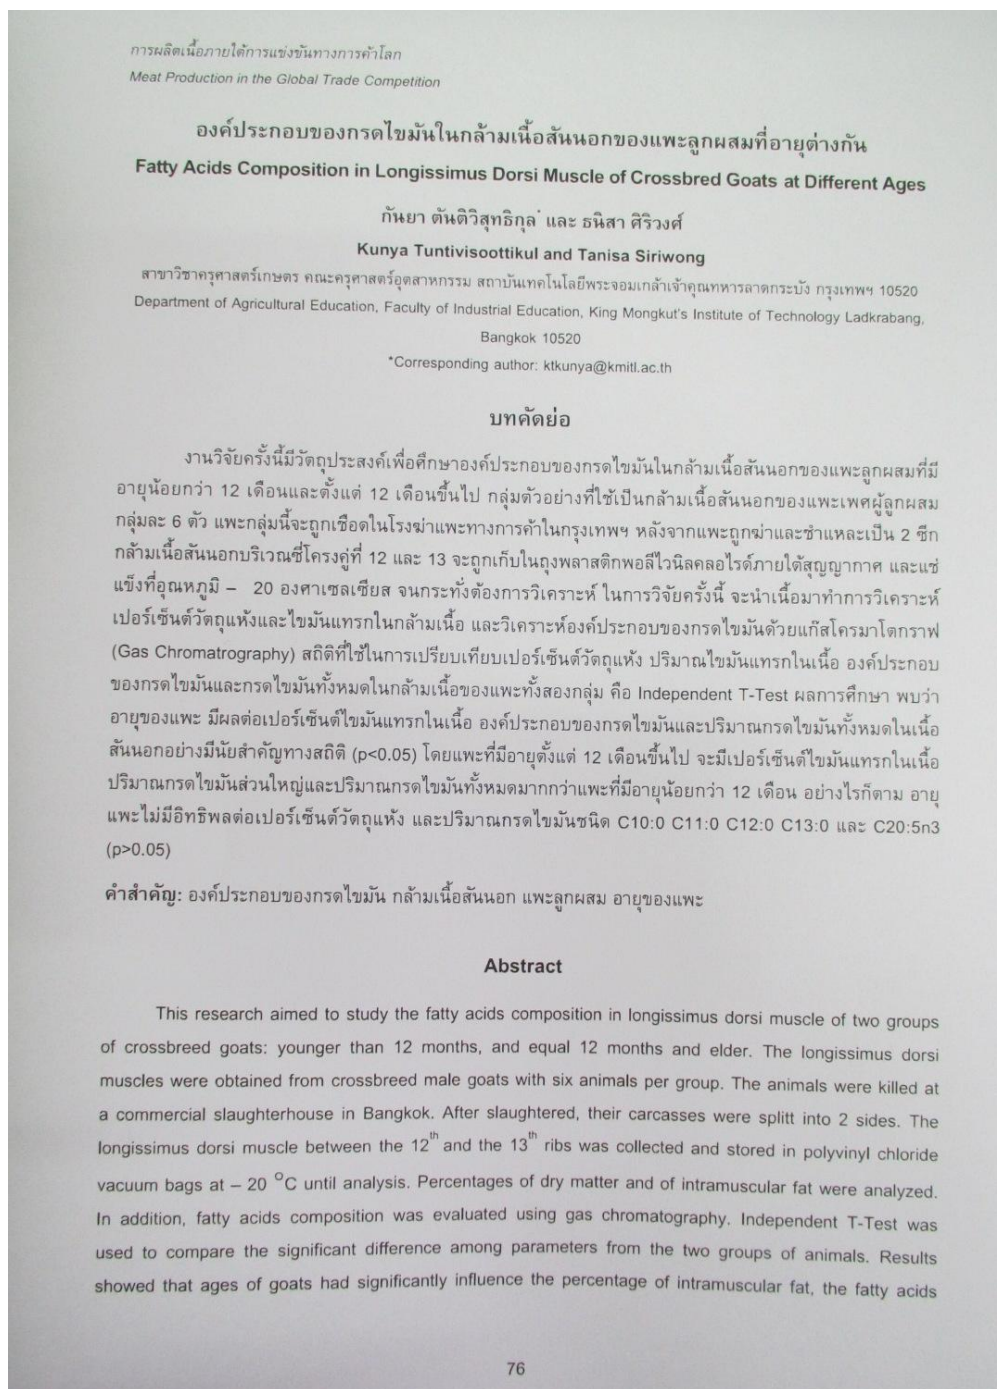 การผลิตเนื้อภายใต้การแข่งขันทางการค้าโลก
Meat Production in the Global Trade Competition
องค์ประกอบของกรดไขมันในกล้ามเนื้อสันนอกของแพะลูกผสมที่อายุต่างกัน
Fatty Acids Composition in Longissimus Dorsi Muscle of Crossbred Goats at Different Ages
กันยา ตันติวิสุทธิกุล* และ ธนิสา ศิริวงศ์
Kunya Tuntivisoottikul and Tanisa Siriwong
สาขาวิชาครุศาสตร์เกษตร คณะครุศาสตร์อุตสาหกรรม สถาบันเทคโนโลยีพระจอมเกล้าเจ้าคุณทหารลาดกระบัง กรุงเทพฯ 10520
Department of Agricultural Education, Faculty of Industrial Education, King Mongkut's Institute of Technology Ladkrabang,
Bangkok 10520
*Corresponding author: ktkunya@kmitl.ac.th
บทคัดย่อ
งานวิจัยครั้งนี้มีวัตถุประสงค์เพื่อศึกษาองค์ประกอบของกรดไขมันในกล้ามเนื้อสันนอกของแพะลูกผสมที่มี
อายุน้อยกว่า 12 เดือนและตั้งแต่ 12 เดือนขึ้นไป กลุ่มตัวอย่างที่ใช้เป็นกล้ามเนื้อสันนอกของแพะเพศผู้ลูกผสม
กลุ่มละ 6 ตัว แพะกลุ่มนี้จะถูกเชือดในโรงฆ่าแพะทางการค้าในกรุงเทพฯ หลังจากแพะถูกฆ่าและชำแหละเป็น 2 ซีก
กล้ามเนื้อสันนอกบริเวณซี่โครงคู่ที่ 12 และ 13 จะถูกเก็บในถุงพลาสติกพอลีไวนิลคลอไรด์ภายใต้สุญญากาศ และแช่
แข็งที่อุณหภูมิ – 20 องศาเซลเซียส จนกระทั่งต้องการวิเคราะห์ ในการวิจัยครั้งนี้ จะนำเนื้อมาทำการวิเคราะห์
เปอร์เซ็นต์วัตถุแห้งและไขมันแทรกในกล้ามเนื้อ และวิเคราะห์องค์ประกอบของกรดไขมันด้วยแก๊สโครมาโตกราฟ
(Gas Chromatrography) สถิติที่ใช้ในการเปรียบเทียบเปอร์เซ็นต์วัตถุแห้ง ปริมาณไขมันแทรกในเนื้อ องค์ประกอบ
ของกรดไขมันและกรดไขมันทั้งหมดในกล้ามเนื้อของแพะทั้งสองกลุ่ม คือ Independent T-Test ผลการศึกษา พบว่า
อายุของแพะ มีผลต่อเปอร์เซ็นต์ไขมันแทรกในเนื้อ องค์ประกอบของกรดไขมันและปริมาณกรดไขมันทั้งหมดในเนื้อ
สันนอกอย่างมีนัยสำคัญทางสถิติ (p<0.05) โดยแพะที่มีอายุตั้งแต่ 12 เดือนขึ้นไป จะมีเปอร์เซ็นต์ไขมันแทรกในเนื้อ
ปริมาณกรดไขมันส่วนใหญ่และปริมาณกรดไขมันทั้งหมดมากกว่าแพะที่มีอายุน้อยกว่า 12 เดือน อย่างไรก็ตาม อายุ
แพะไม่มีอิทธิพลต่อเปอร์เซ็นต์วัตถุแห้ง และปริมาณกรดไขมันชนิด C10:0 C11:0 C12:0 C13:0 และ C20:5n3
(p>0.05)
คำสำคัญ: องค์ประกอบของกรดไขมัน กล้ามเนื้อสันนอก แพะลูกผสม อายุของแพะ
Abstract
This research aimed to study the fatty acids composition in longissimus dorsi muscle of two groups
of crossbreed goats: younger than 12 months, and equal 12 months and elder. The longissimus dorsi
muscles were obtained from crossbreed male goats with six animals per group. The animals were killed at
a commercial slaughterhouse in Bangkok. After slaughtered, their carcasses were splitt into 2 sides. The
longissimus dorsi muscle between the 12th and the 13th ribs was collected and stored in polyvinyl chloride
vacuum bags at – 20 °C until analysis. Percentages of dry matter and of intramuscular fat were analyzed.
In addition, fatty acids composition was evaluated using gas chromatography. Independent T-Test was
used to compare the significant difference among parameters from the two groups of animals. Results
showed that ages of goats had significantly influence the percentage of intramuscular fat, the fatty acids
76